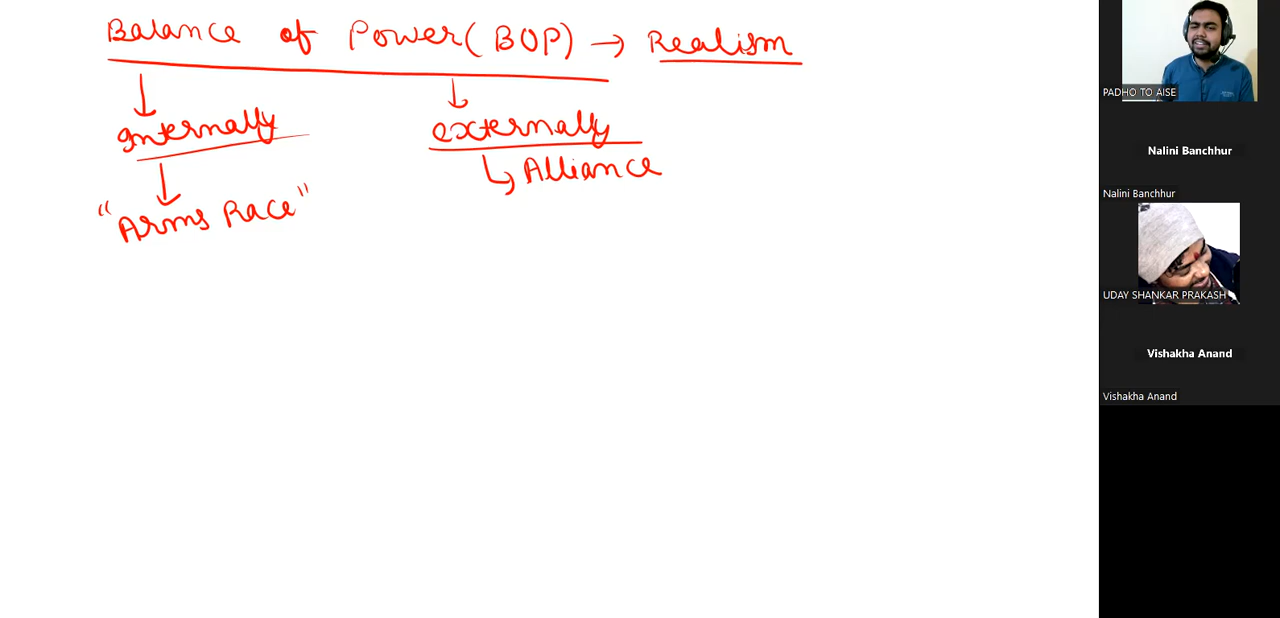 Balance of Power (BOP) → Realism
Internally
externally
Alliance
"Arms Race"
PADHO TO AISE
Nalini Banchhur
Nalini Banchhur
UDAY SHANKAR PRAKASH
Vishakha Anand
Vishakha Anand